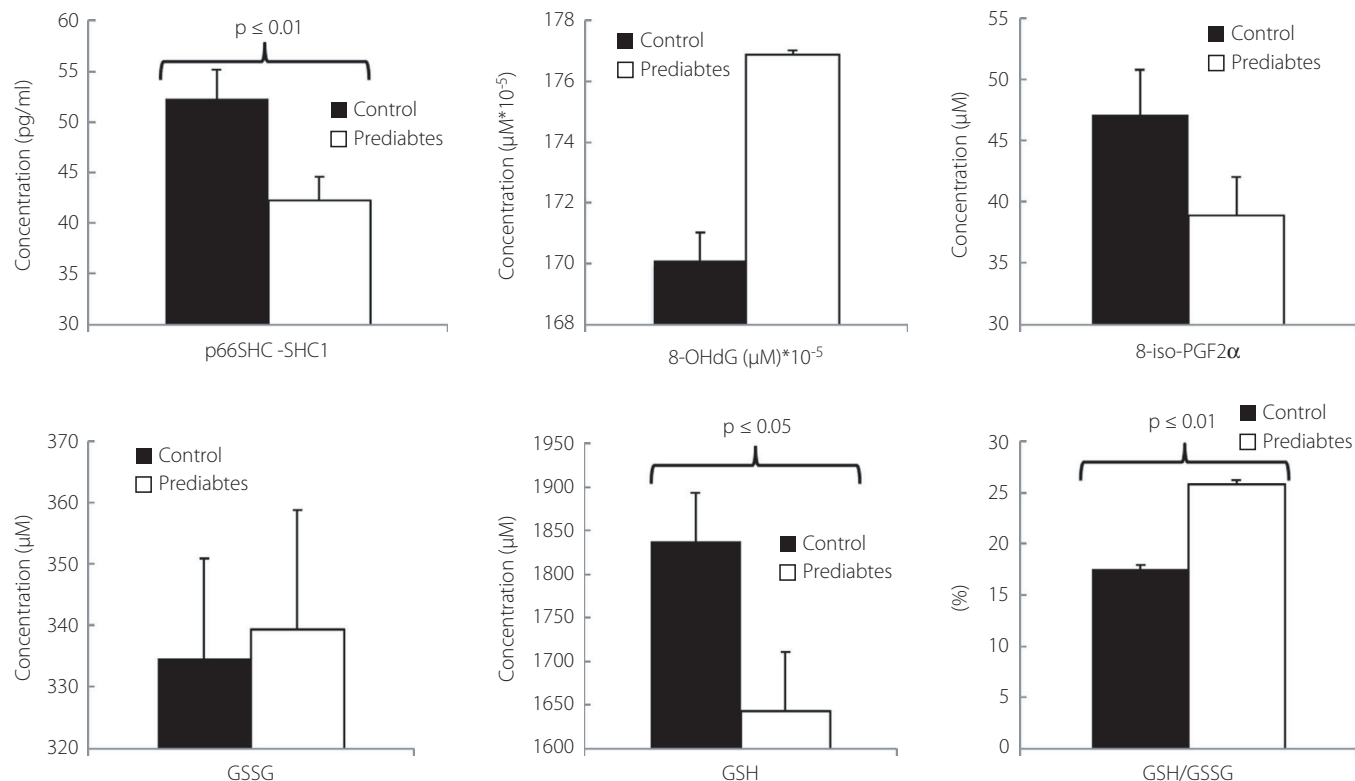 60
55
50
45
40
35
30
Concentration (pg/ml)
p ≤ 0.01
Control
Prediabtes
p66SHC -SHC1
178
176
174
172
170
168
Concentration (µM*10-5)
Control
Prediabtes
8-OHdG (µM)*10-5
55
50
45
40
35
30
Concentration (µM)
Control
Prediabtes
8-iso-PGF2α
370
360
350
340
330
320
Concentration (µM)
Control
Prediabtes
GSSG
1950
1900
1850
1800
1750
1700
1650
1600
Concentration (µM)
p ≤ 0.05
Control
Prediabtes
GSH
30
25
20
15
10
5
0
(%)
p ≤ 0.01
Control
Prediabtes
GSH/GSSG